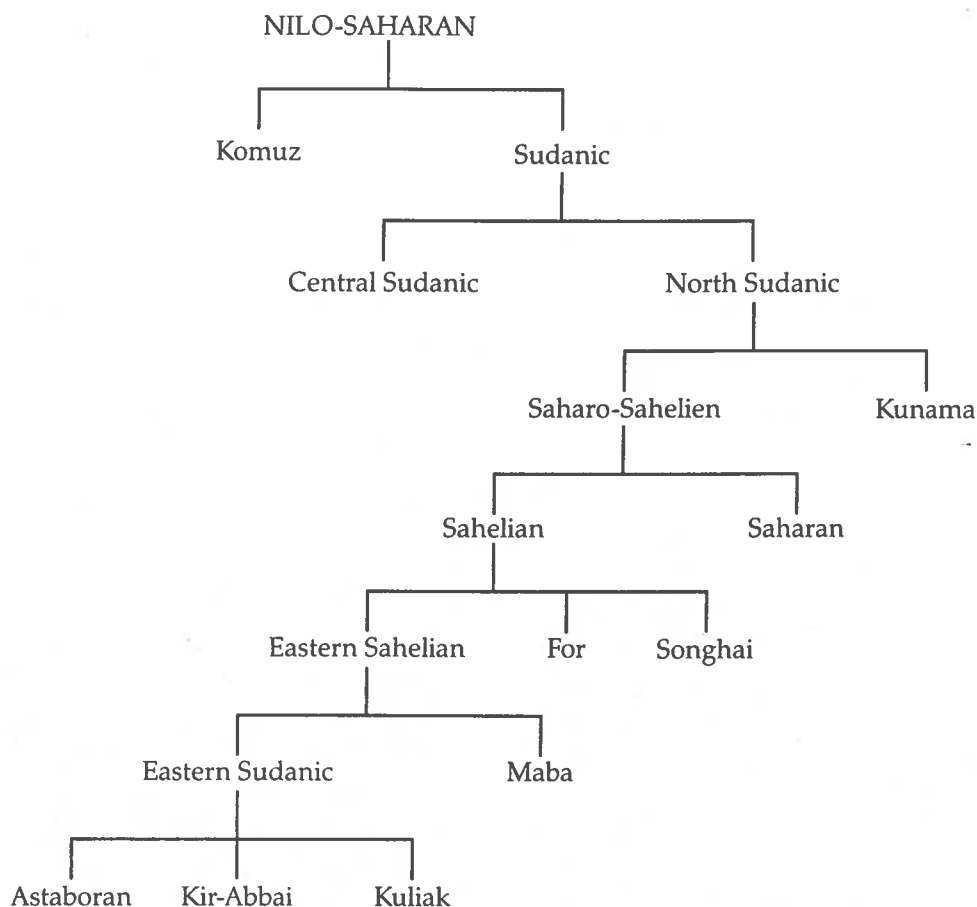 NILO-SAHARAN
Komuz Sudanic
Central Sudanic North Sudanic
Saharo-Sahelien Kunama
Sahelian Saharan
Eastern Sahelian For Songhai
Eastern Sudanic Maba
Astaboran Kir-Abbai Kuliak